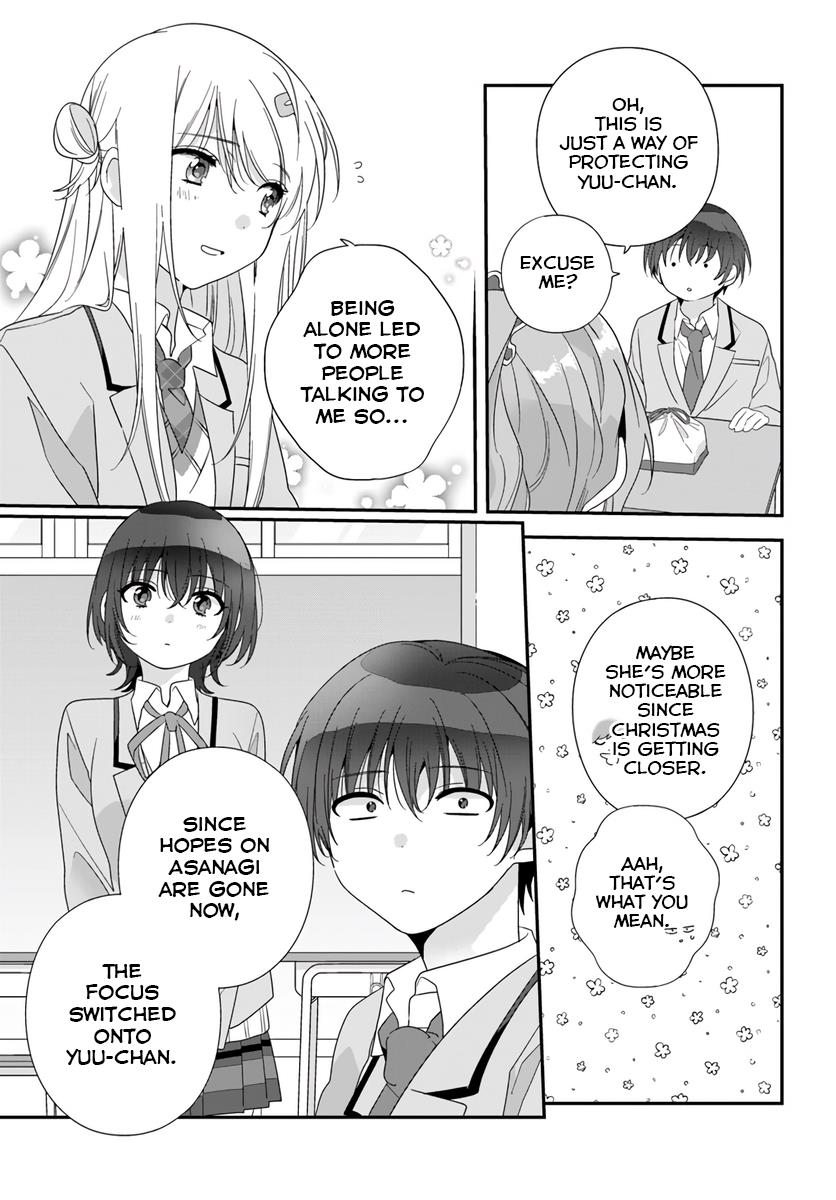 OH,
THIS IS
JUST A WAY OF
PROTECTING
YUU-CHAN.
EXCUSE
ME?
BEING
ALONE LED
TO MORE
PEOPLE
TALKING TO
ME SO...
MAYBE
SHE'S MORE
NOTICEABLE
SINCE
CHRISTMAS
IS GETTING
CLOSER.
AAH,
THAT'S
WHAT YOU
MEAN.
SINCE
HOPES ON
ASANAGI
ARE GONE
NOW,
THE
FOCUS
SWITCHED
ONTO
YUU-CHAN.